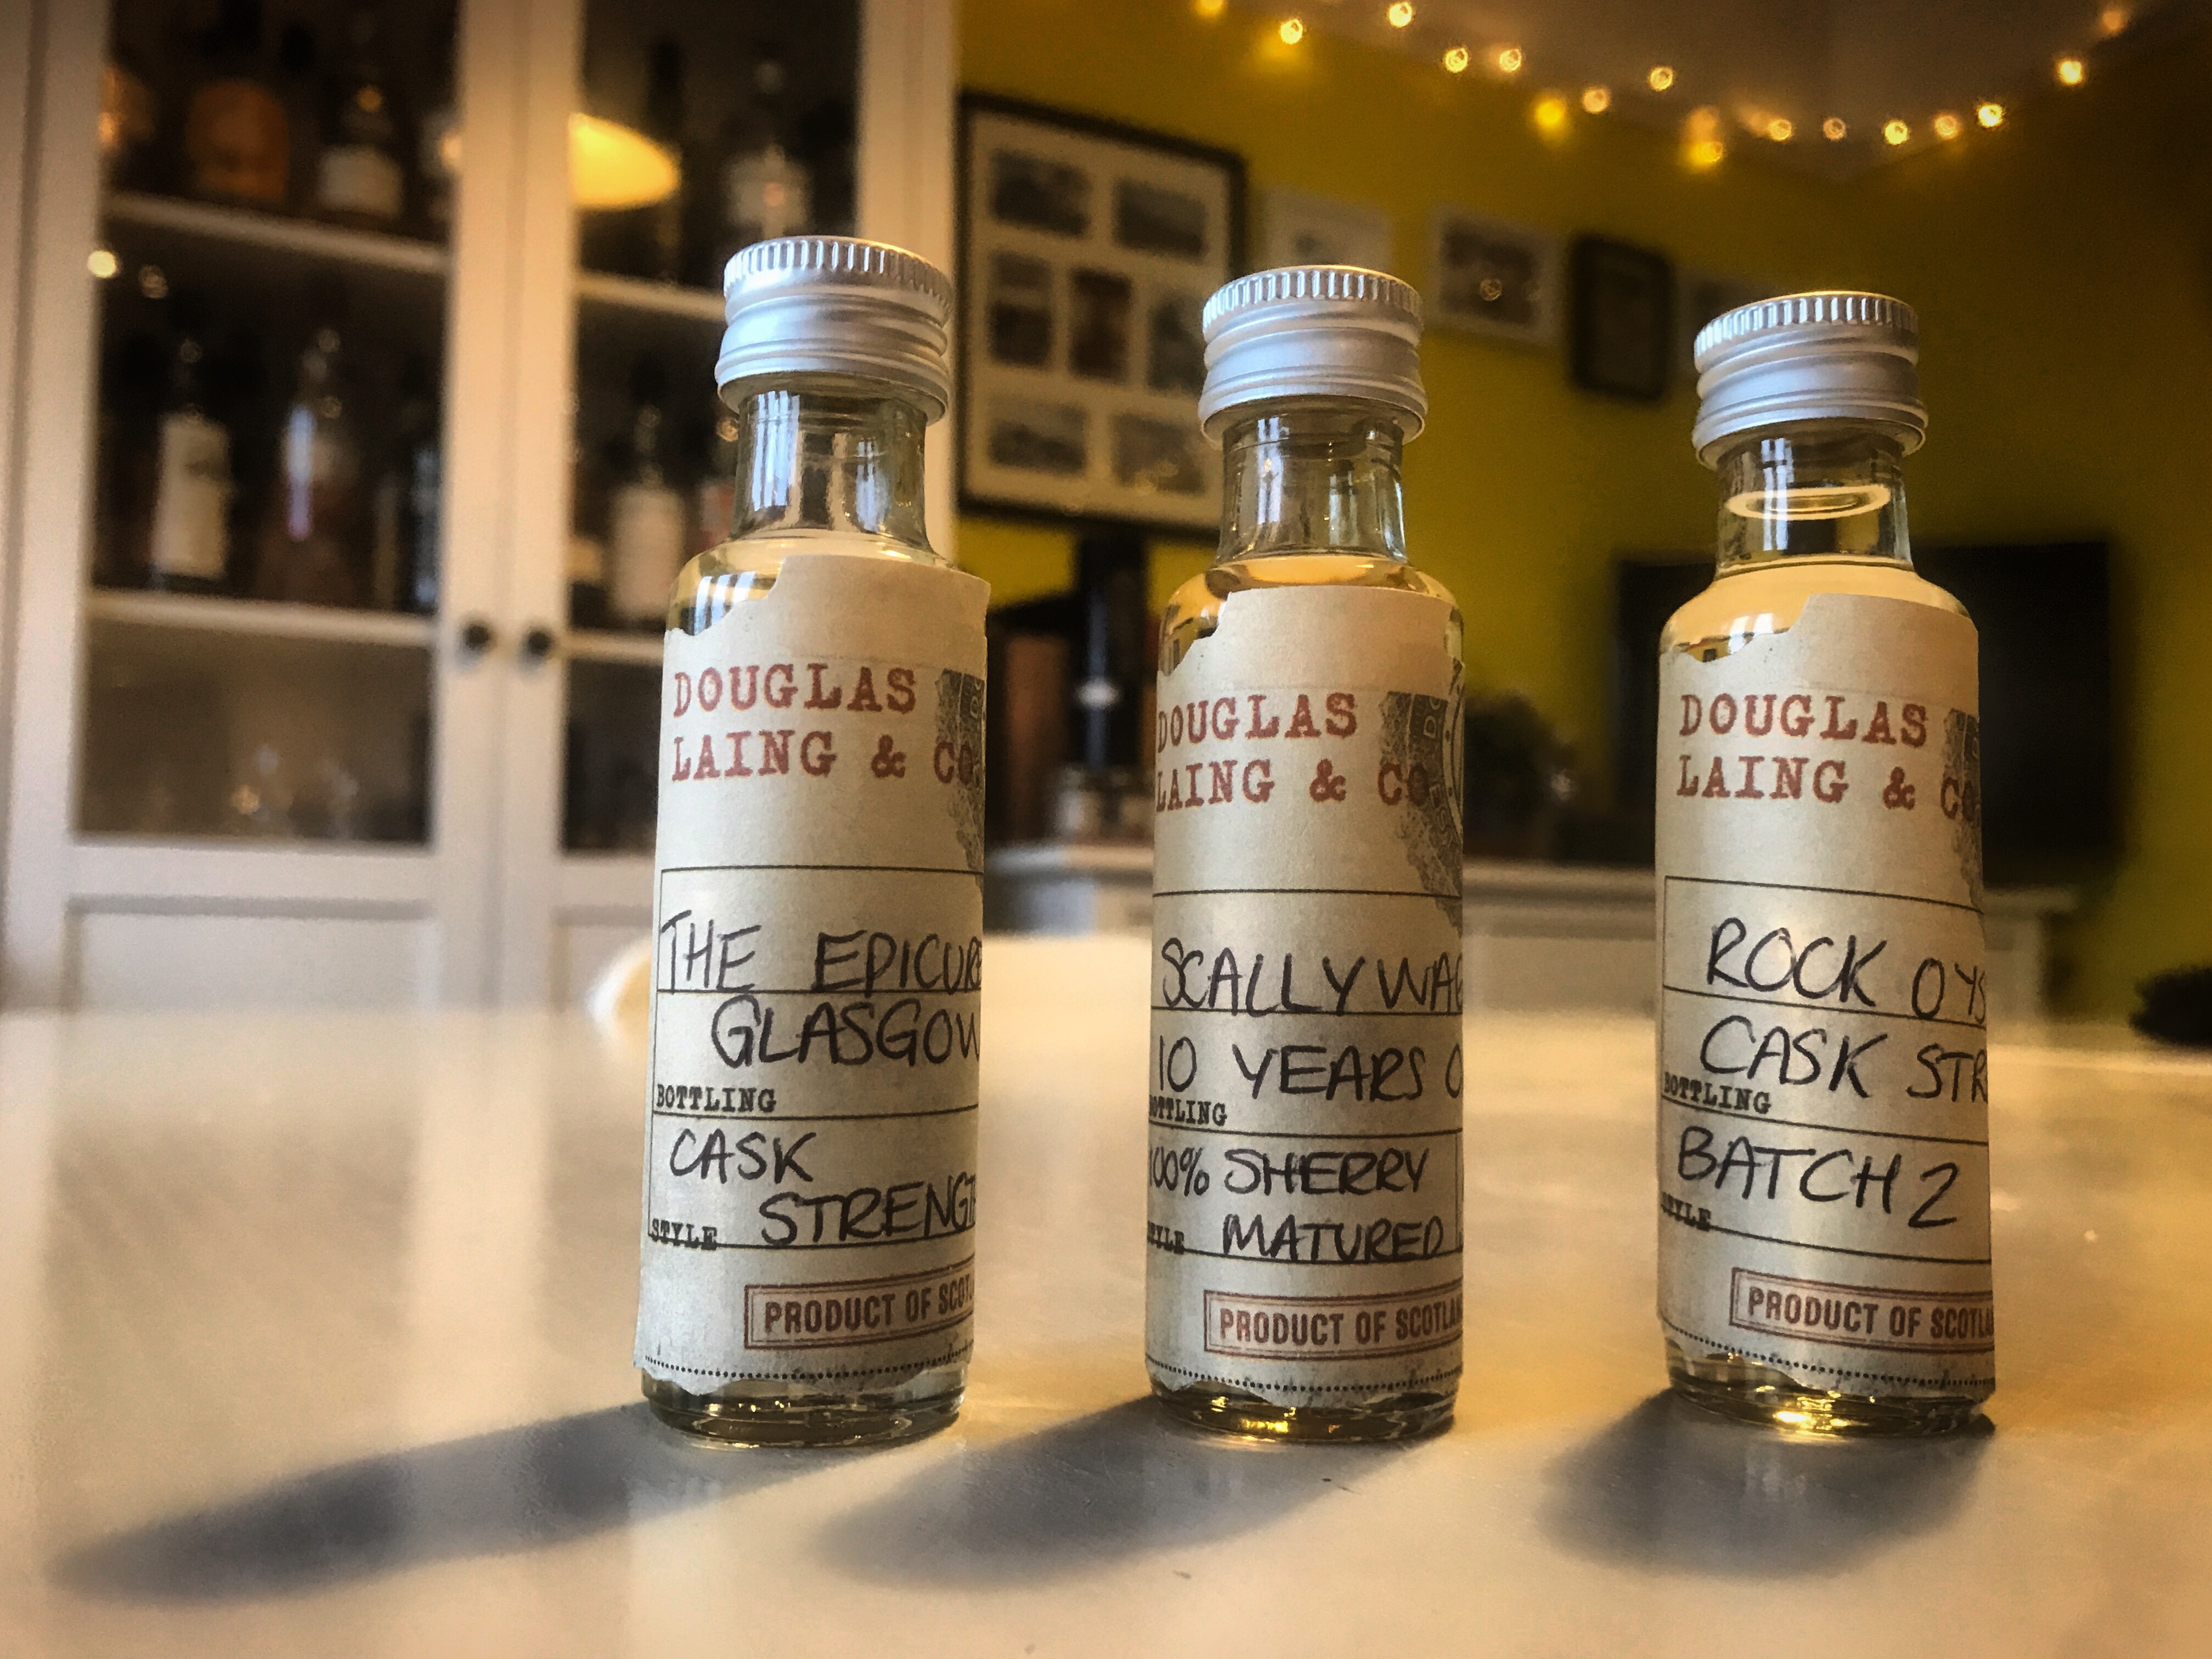 DOUGLAS
LAING & CO.
THE EPICURE
GLASGOW
BOTTLING
CASK
STRENGTH
STYLE
PRODUCT OF SCOT
DOUGLAS
LAING & CO
SCALLYWAG
10 YEARS O
BOTTLING
100% SHERRY
STYLE MATURED
PRODUCT OF SCOTLA
DOUGLAS
LAING & CO
ROCK OYS
CASK STR
BOTTLING
BATCH 2
STYLE
PRODUCT OF SCOTLA